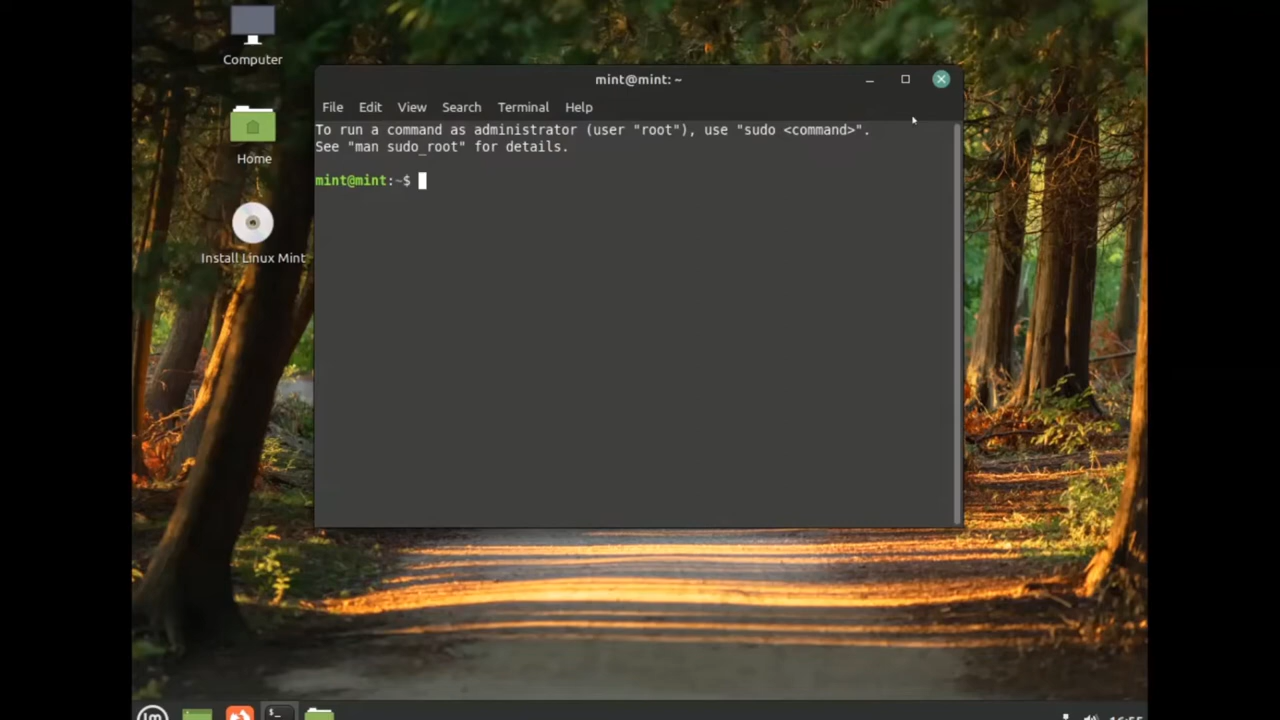 Computer
Home
Install Linux Mint
mint@mint: ~
File Edit View Search Terminal Help
To run a command as administrator (user "root"), use "sudo <command>".
See "man sudo_root" for details.
mint@mint:~$